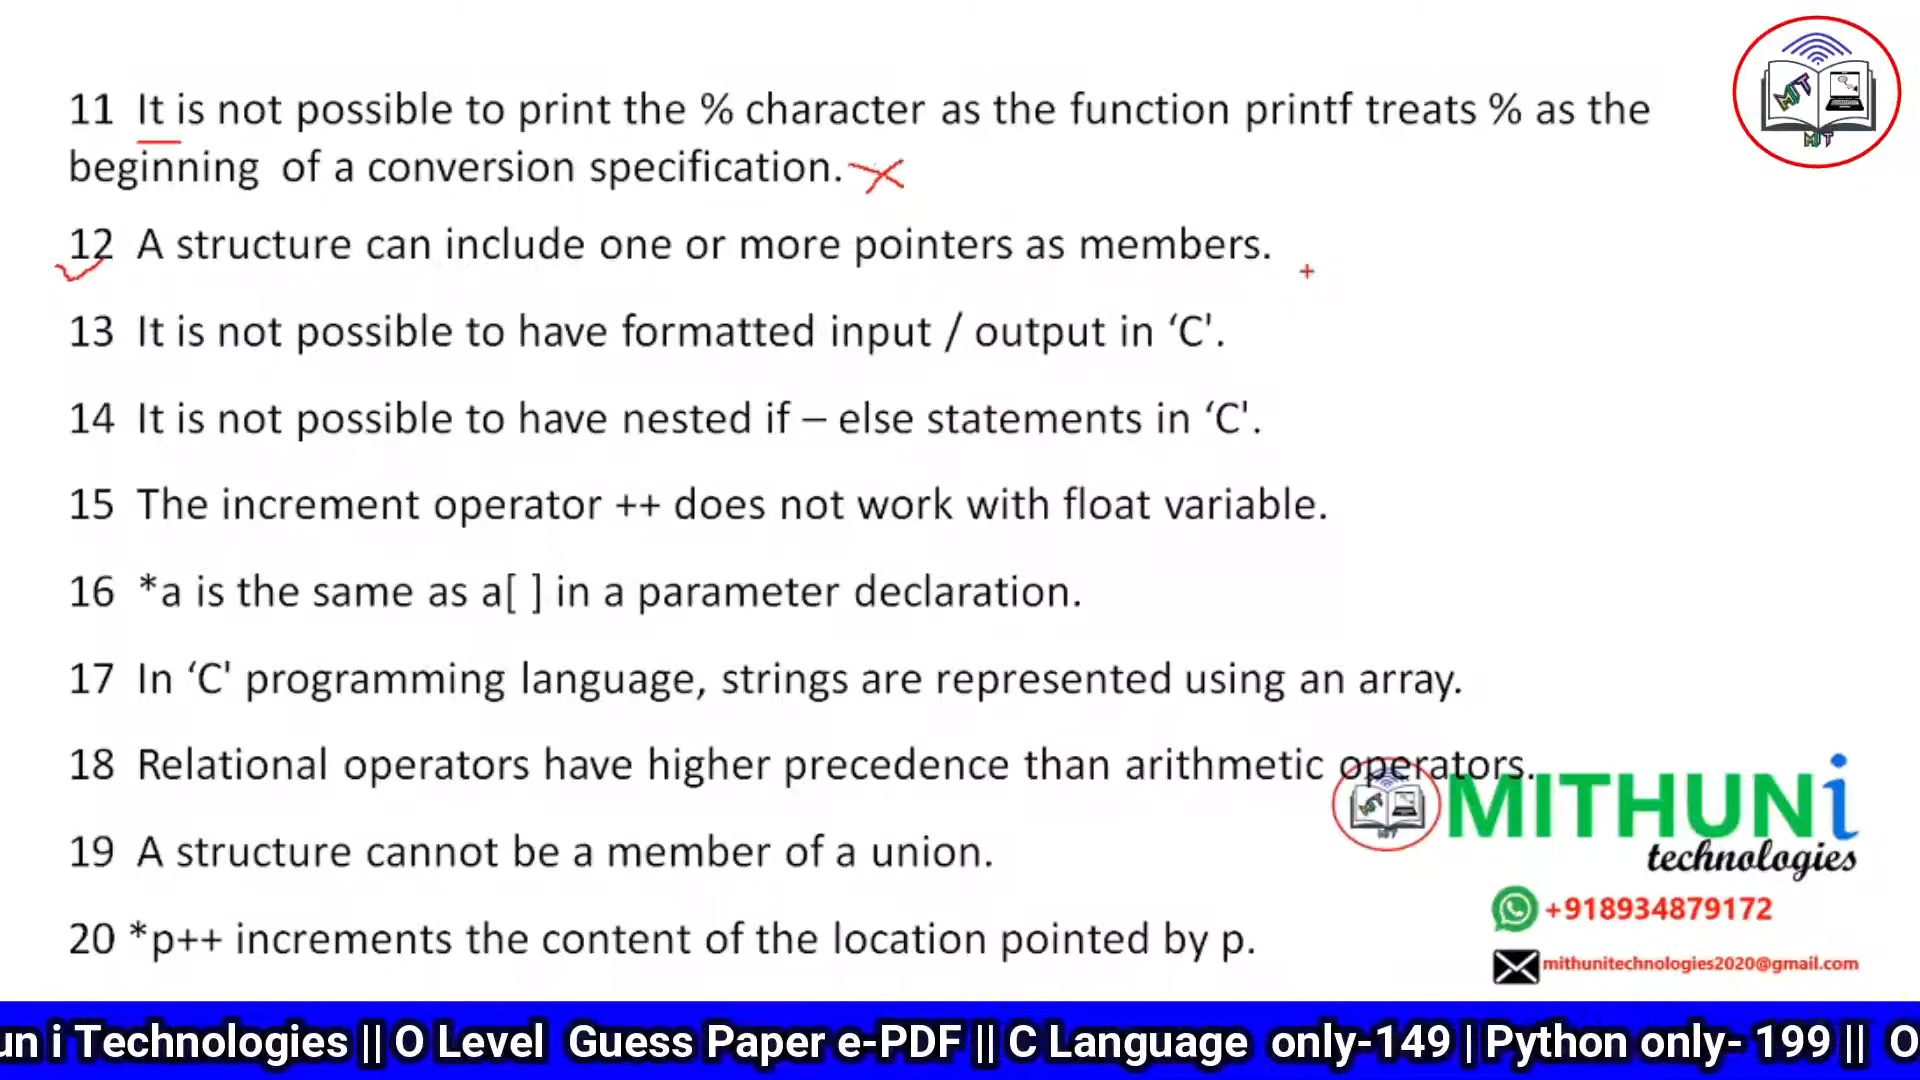 11 It is not possible to print the % character as the function printf treats % as the
beginning of a conversion specification.
12 A structure can include one or more pointers as members.
13 It is not possible to have formatted input / output in ‘C'.
14 It is not possible to have nested if – else statements in ‘C'.
15 The increment operator ++ does not work with float variable.
16 *a is the same as a[ ] in a parameter declaration.
17 In ‘C' programming language, strings are represented using an array.
18 Relational operators have higher precedence than arithmetic operators.
19 A structure cannot be a member of a union.
20 *p++ increments the content of the location pointed by p.
MIT
MIT
MITHUNi
technologies
+918934879172
mithunitechnologies2020@gmail.com
un i Technologies || O Level Guess Paper e-PDF || C Language only-149 | Python only- 199 || O